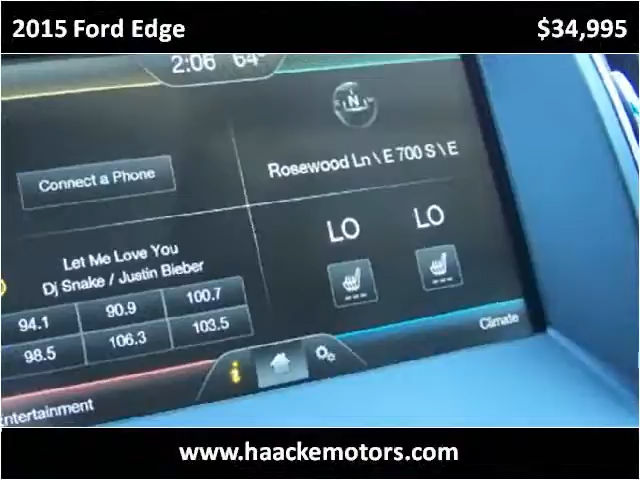 2015 Ford Edge
$34,995
2:06 64°
N
Connect a Phone
Rosewood Ln \ E 700 S \ E
LO LO
Let Me Love You
Dj Snake / Justin Bieber
94.1 90.9 100.7
98.5 106.3 103.5
Climate
i
Entertainment
www.haackemotors.com